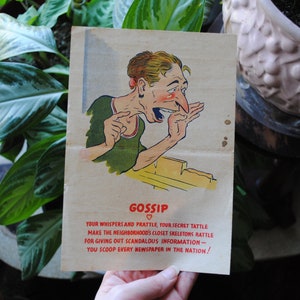 GOSSIP
YOUR WHISPERS AND PRATTLE, YOUR SECRET TATTLE
MAKE THE NEIGHBORHOOD'S CLOSET SKELETONS RATTLE
FOR GIVING OUT SCANDALOUS INFORMATION—
YOU SCOOP EVERY NEWSPAPER IN THE NATION!